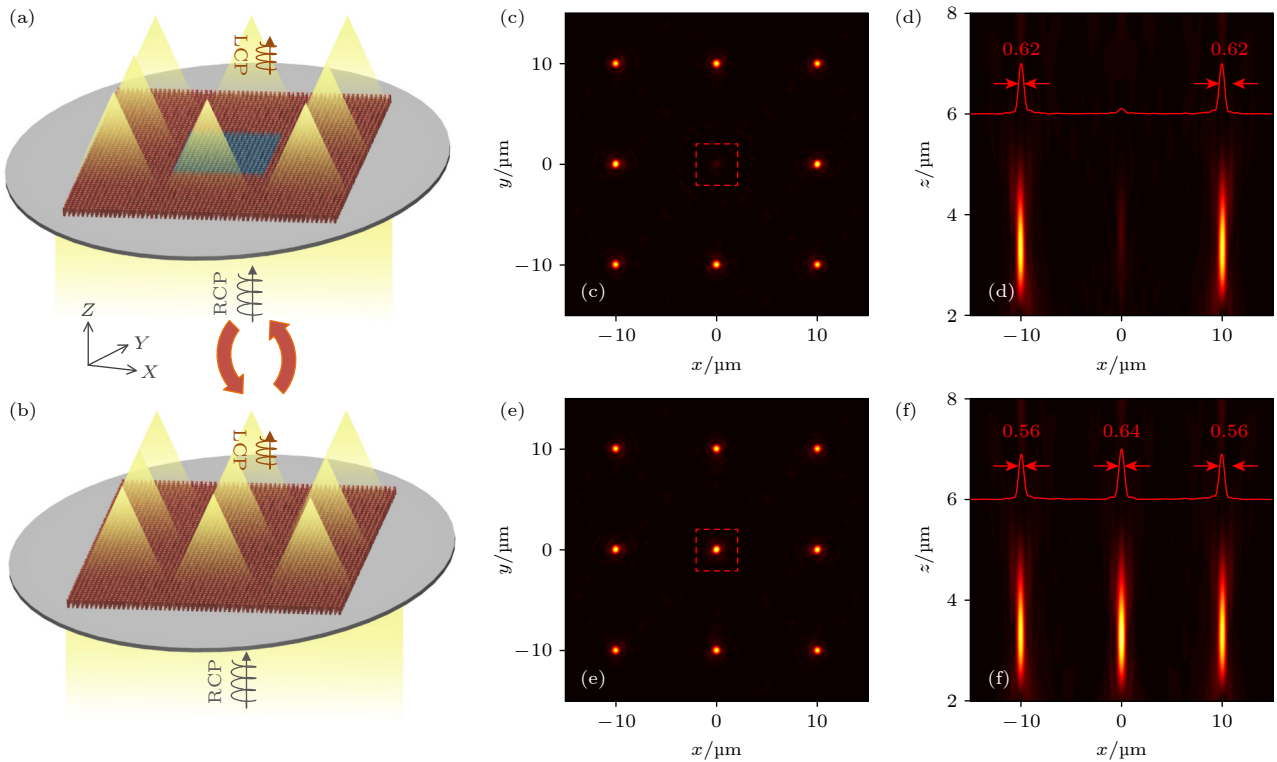 (a)
LCP
RCP
Z
Y
X
(b)
LCP
RCP
(c)
10
0
−10
y/µm
(c)
−10
0
10
x/µm
(d)
8
6
4
2
z/µm
0.62
0.62
(d)
−10
0
10
x/µm
(e)
10
0
−10
y/µm
(e)
−10
0
10
x/µm
(f)
8
6
4
2
z/µm
0.56
0.64
0.56
(f)
−10
0
10
x/µm